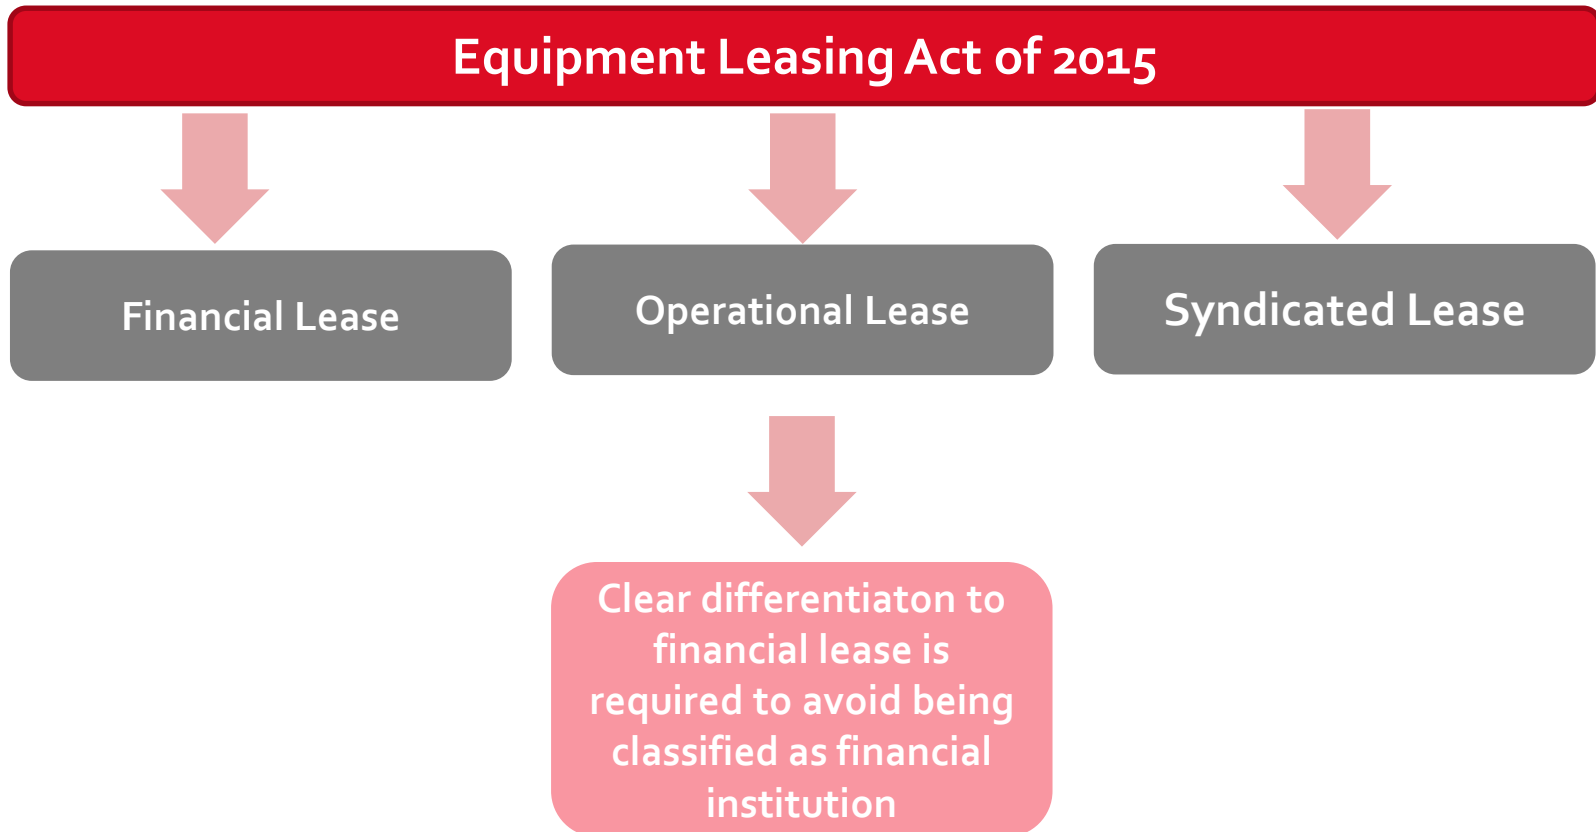 Equipment Leasing Act of 2015
Financial Lease
Operational Lease
Syndicated Lease
Clear differentiaton to
financial lease is
required to avoid being
classified as financial
institution